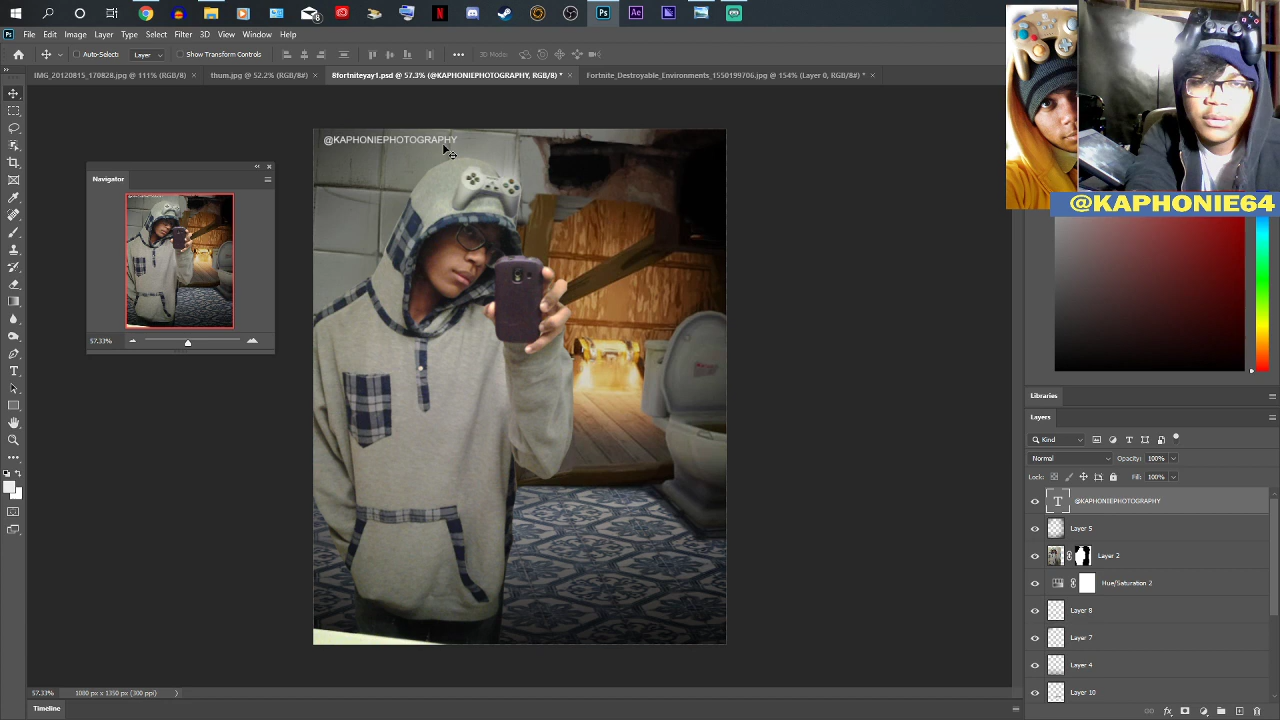 File Edit Image Layer Type Select Filter 3D View Window Help
Auto-Select: Layer Show Transform Controls 3D Mode:
IMG_20120815_170828.jpg @ 111% (RGB/8) × thum.jpg @ 52.2% (RGB/8#) × 8fortniteyay1.psd @ 57.3% (@KAPHONIEPHOTOGRAPHY, RGB/8) * × Fortnite_Destroyable_Environments_1550199706.jpg @ 154% (Layer 0, RGB/8#) * ×
@KAPHONIEPHOTOGRAPHY
Navigator
57.33%
@KAPHONIE64
Libraries
Layers
Kind
Normal Opacity: 100%
Lock: Fill: 100%
@KAPHONIEPHOTOGRAPHY
Layer 5
Layer 2
Hue/Saturation 2
Layer 8
Layer 7
Layer 4
Layer 10
57.33% 1080 px x 1350 px (300 ppi)
Timeline